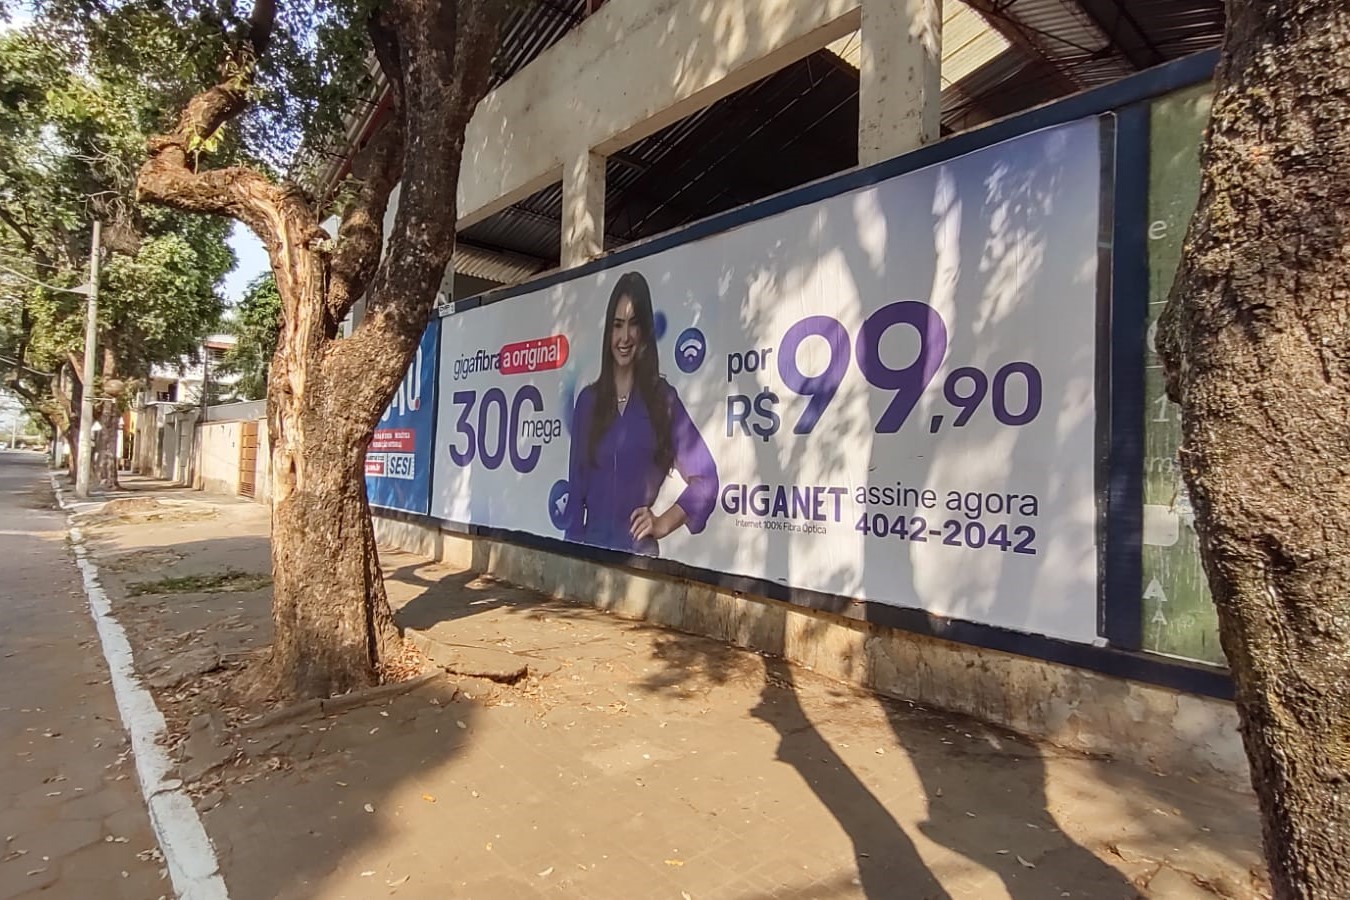 gigafibra a original
300 mega
por
R$ 99,90
GIGANET
Internet 100% Fibra Óptica
assine agora
4042-2042
SESI